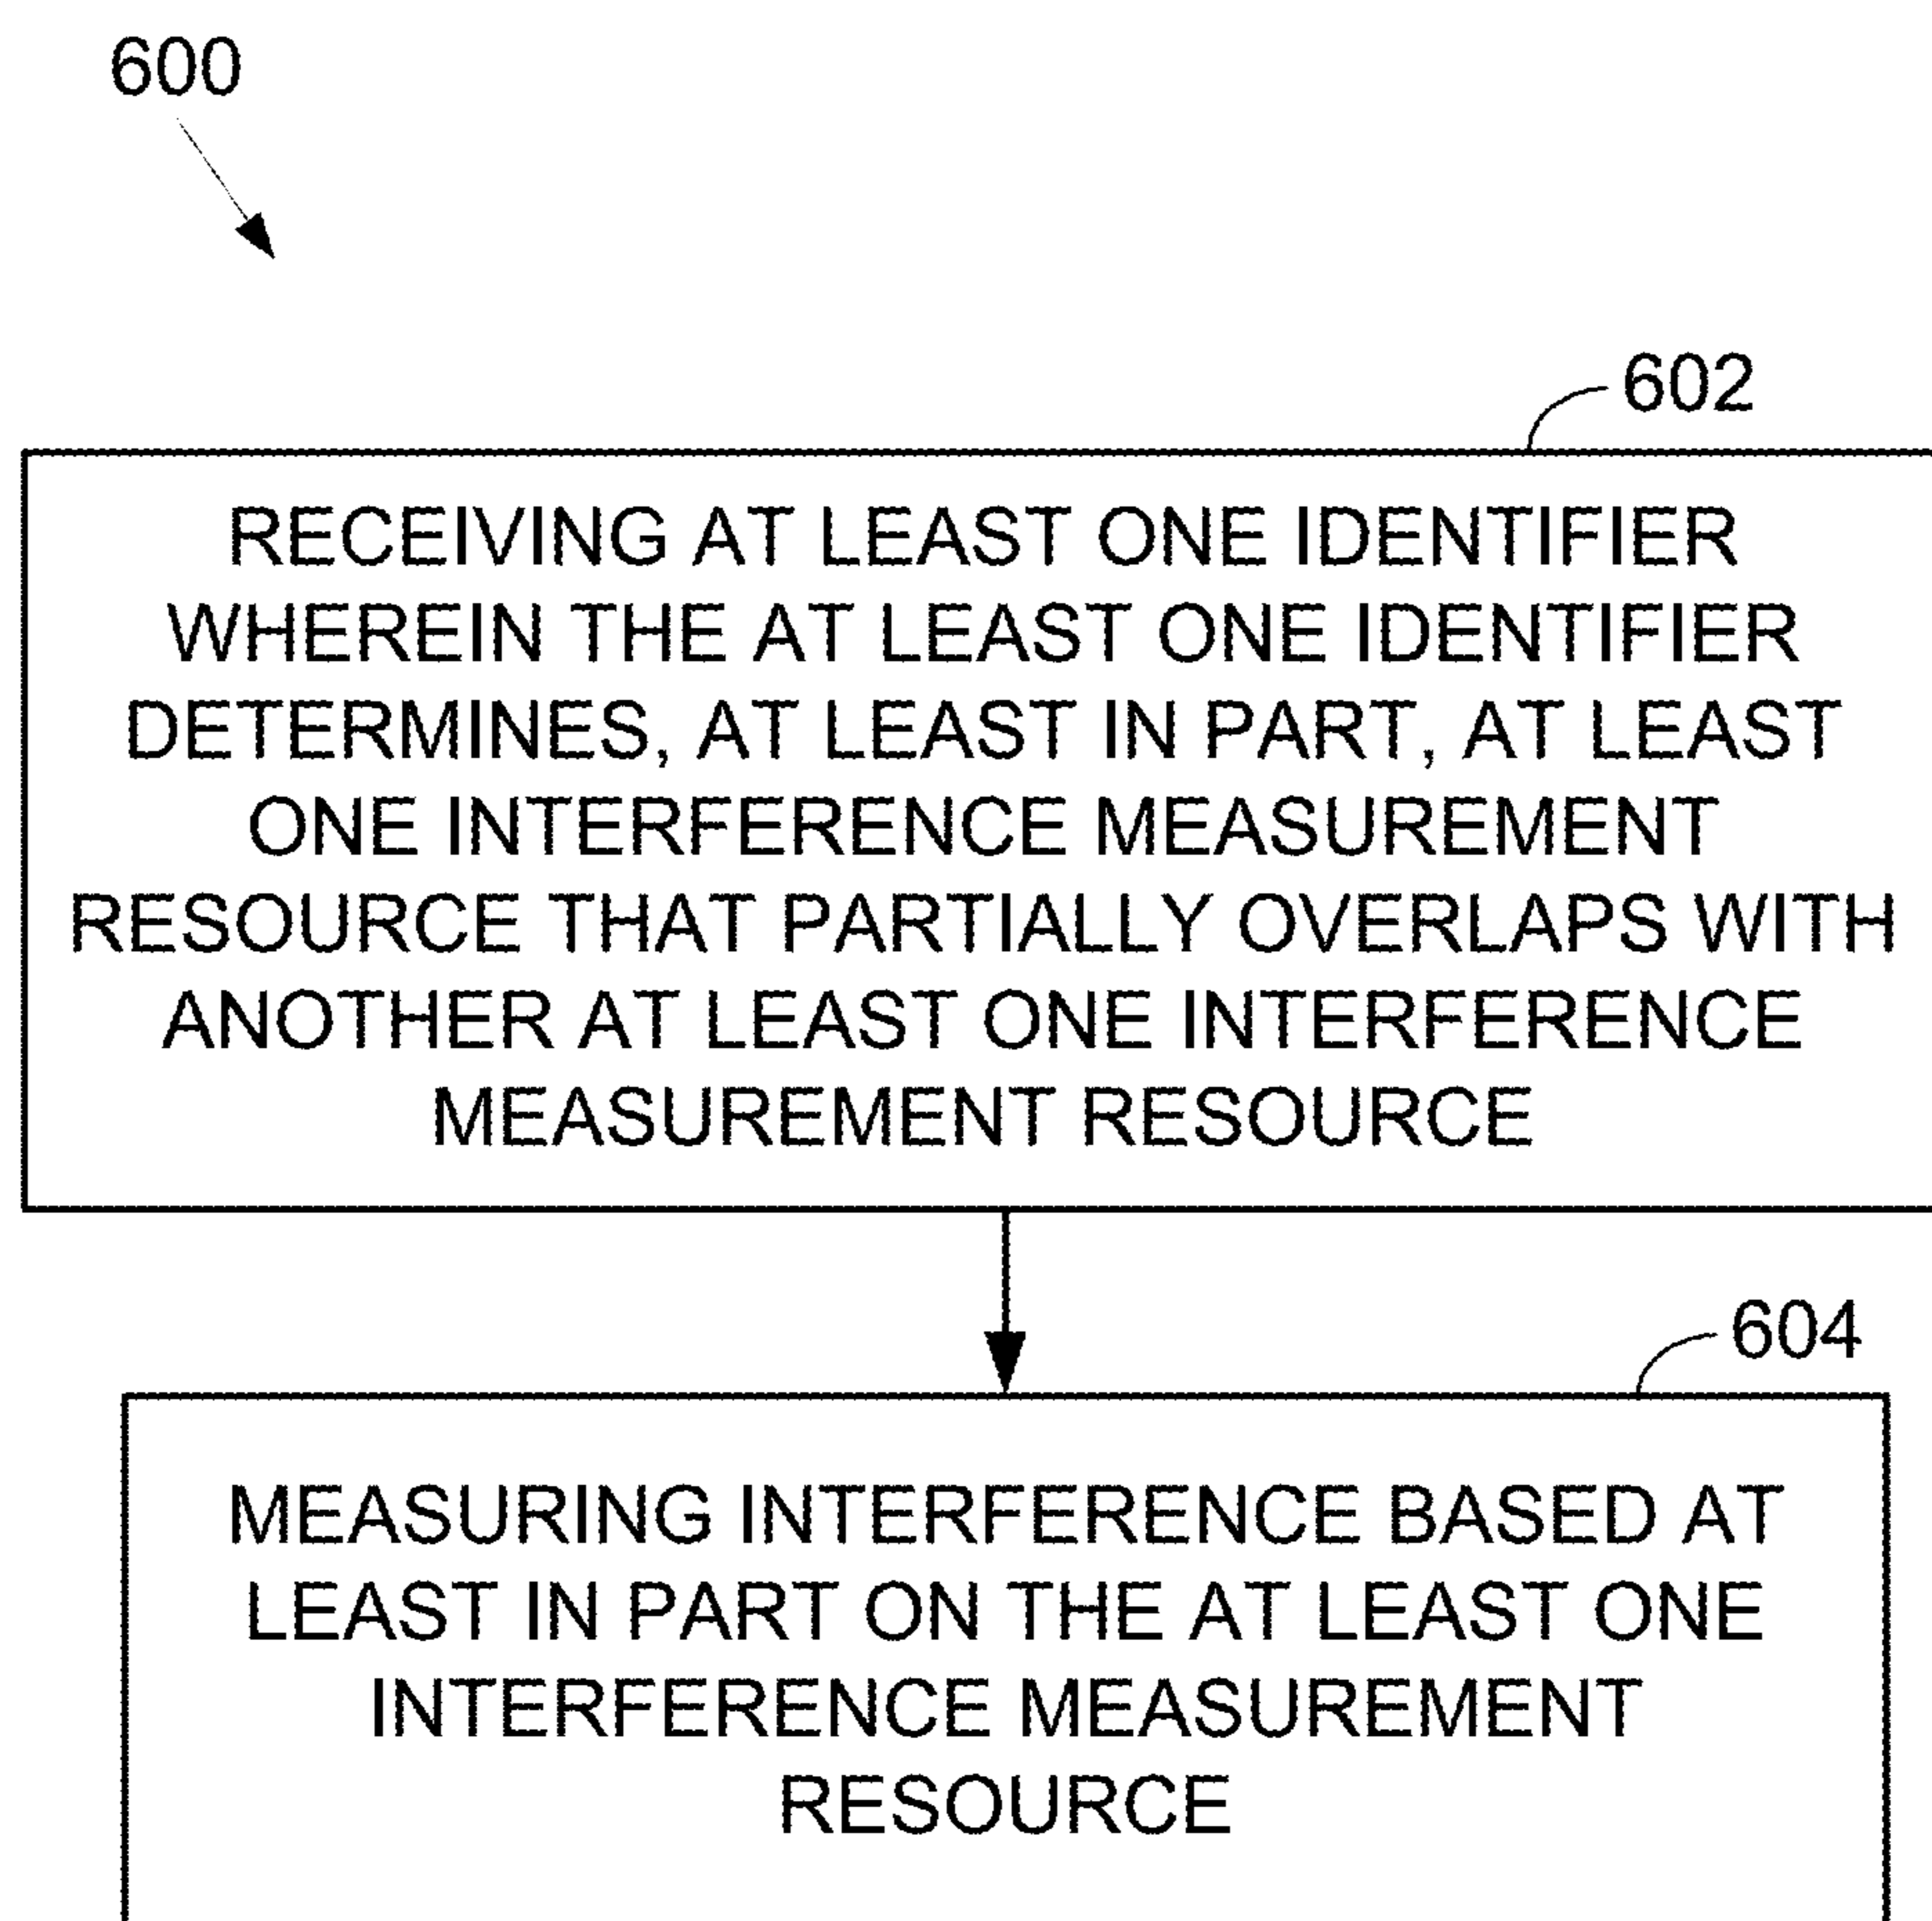 600
602
RECEIVING AT LEAST ONE IDENTIFIER
WHEREIN THE AT LEAST ONE IDENTIFIER
DETERMINES, AT LEAST IN PART, AT LEAST
ONE INTERFERENCE MEASUREMENT
RESOURCE THAT PARTIALLY OVERLAPS WITH
ANOTHER AT LEAST ONE INTERFERENCE
MEASUREMENT RESOURCE
604
MEASURING INTERFERENCE BASED AT
LEAST IN PART ON THE AT LEAST ONE
INTERFERENCE MEASUREMENT
RESOURCE